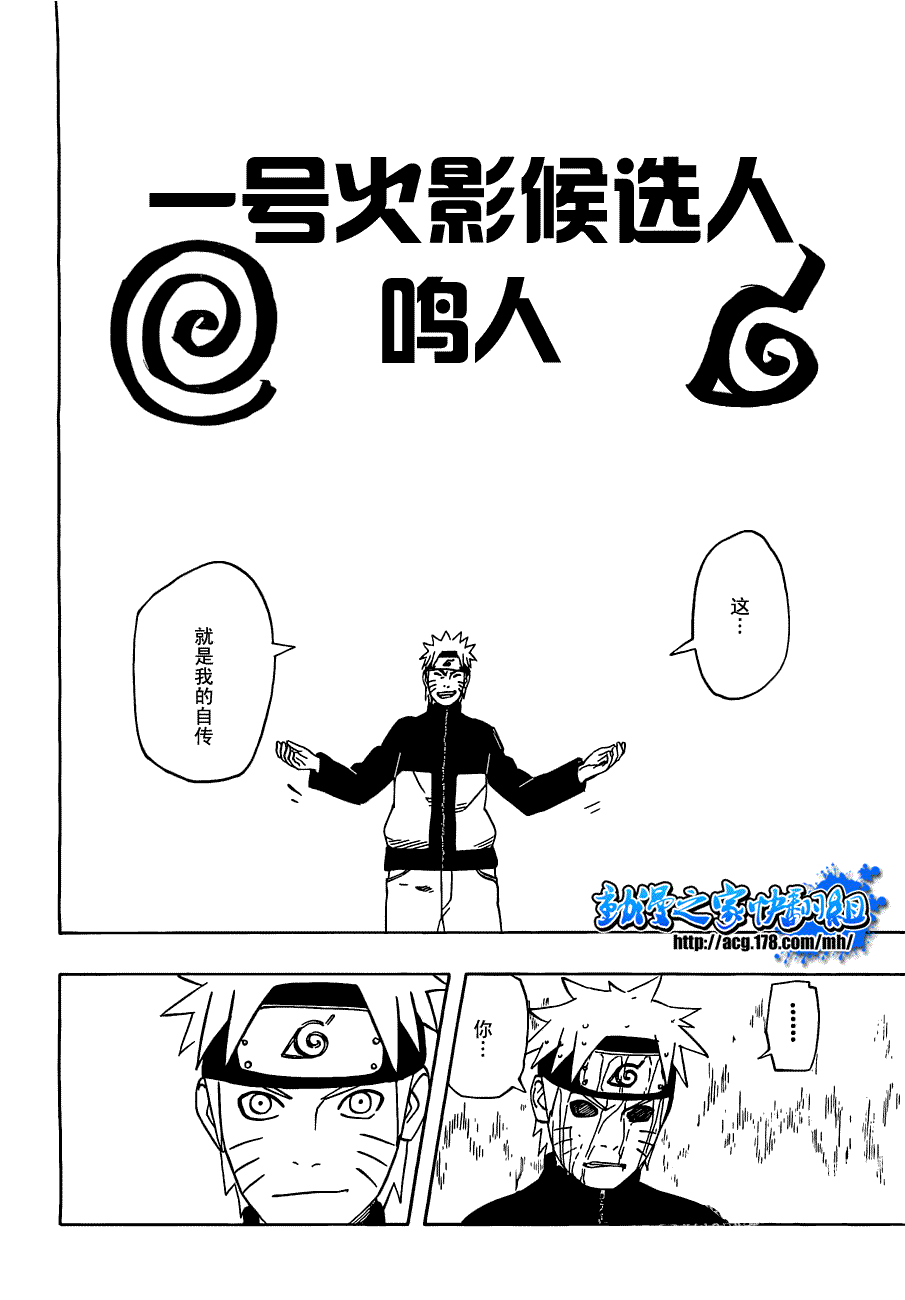 一号火影候选人
鸣人
这…
就是我的自传
動漫之家快翻組
http://acg.178.com/mh/
……
你…